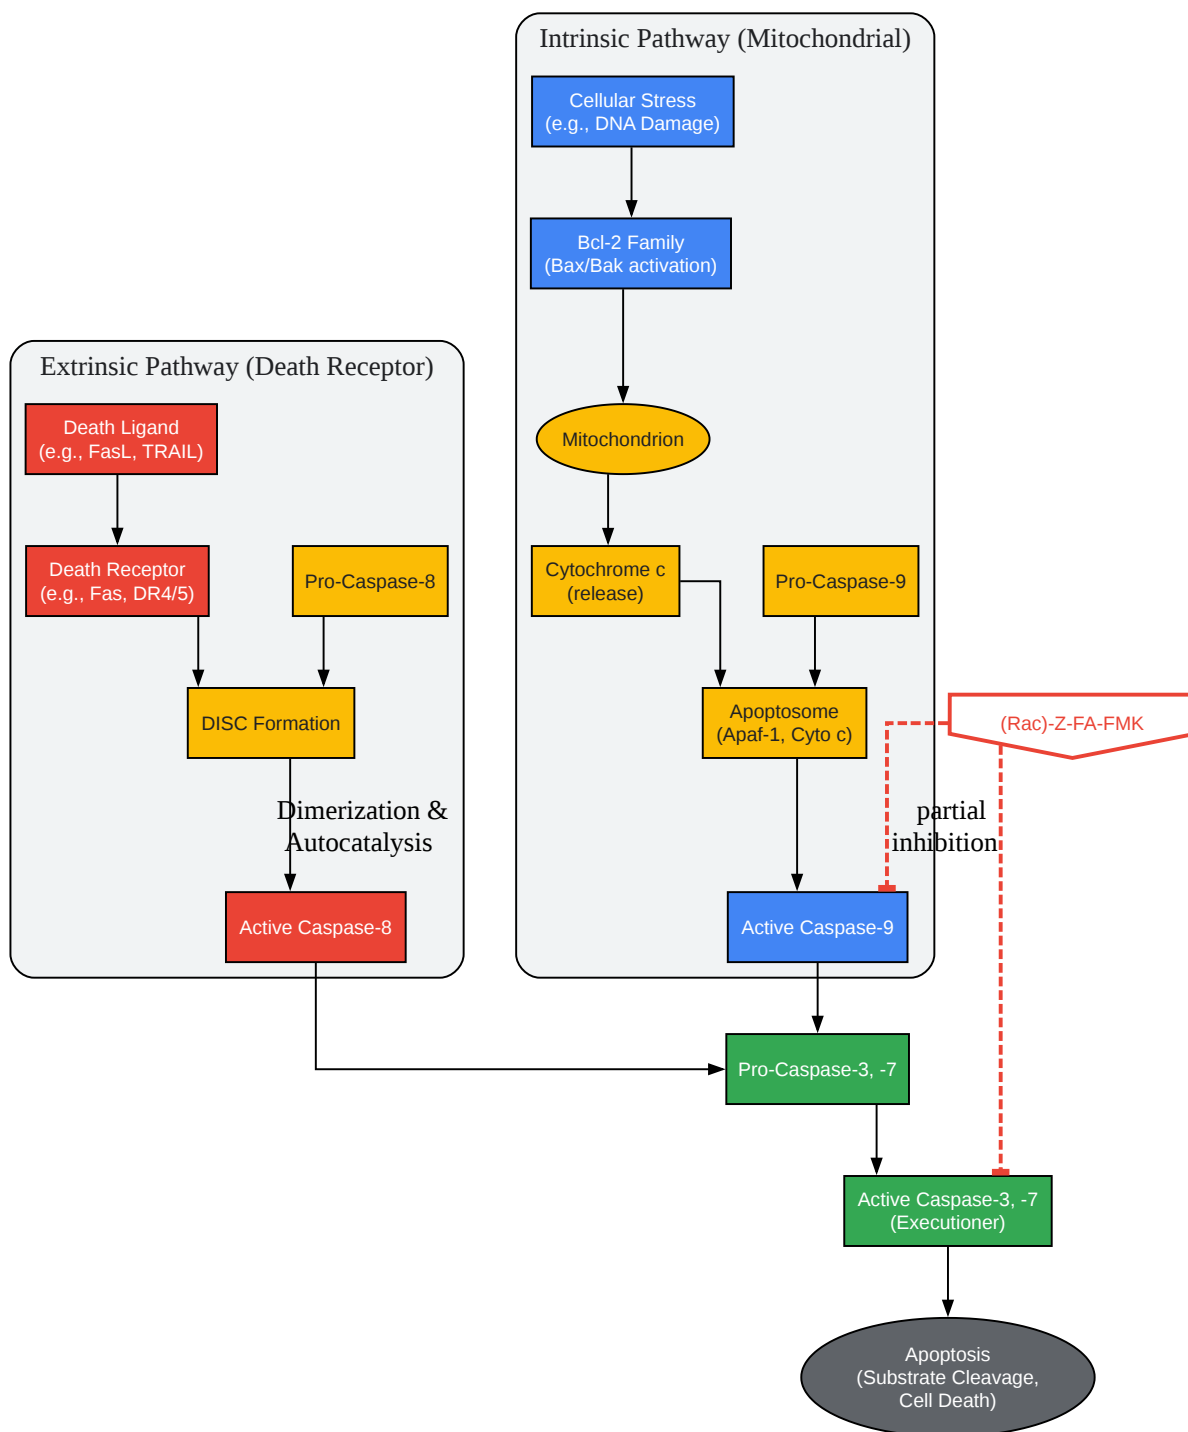 Intrinsic Pathway (Mitochondrial)
Cellular Stress
(e.g., DNA Damage)
Bcl-2 Family
(Bax/Bak activation)
Mitochondrion
Cytochrome c
(release)
Pro-Caspase-9
Apoptosome
(Apaf-1, Cyto c)
Active Caspase-9
Extrinsic Pathway (Death Receptor)
Death Ligand
(e.g., FasL, TRAIL)
Death Receptor
(e.g., Fas, DR4/5)
Pro-Caspase-8
DISC Formation
Dimerization &
Autocatalysis
Active Caspase-8
(Rac)-Z-FA-FMK
partial
inhibition
Pro-Caspase-3, -7
Active Caspase-3, -7
(Executioner)
Apoptosis
(Substrate Cleavage,
Cell Death)